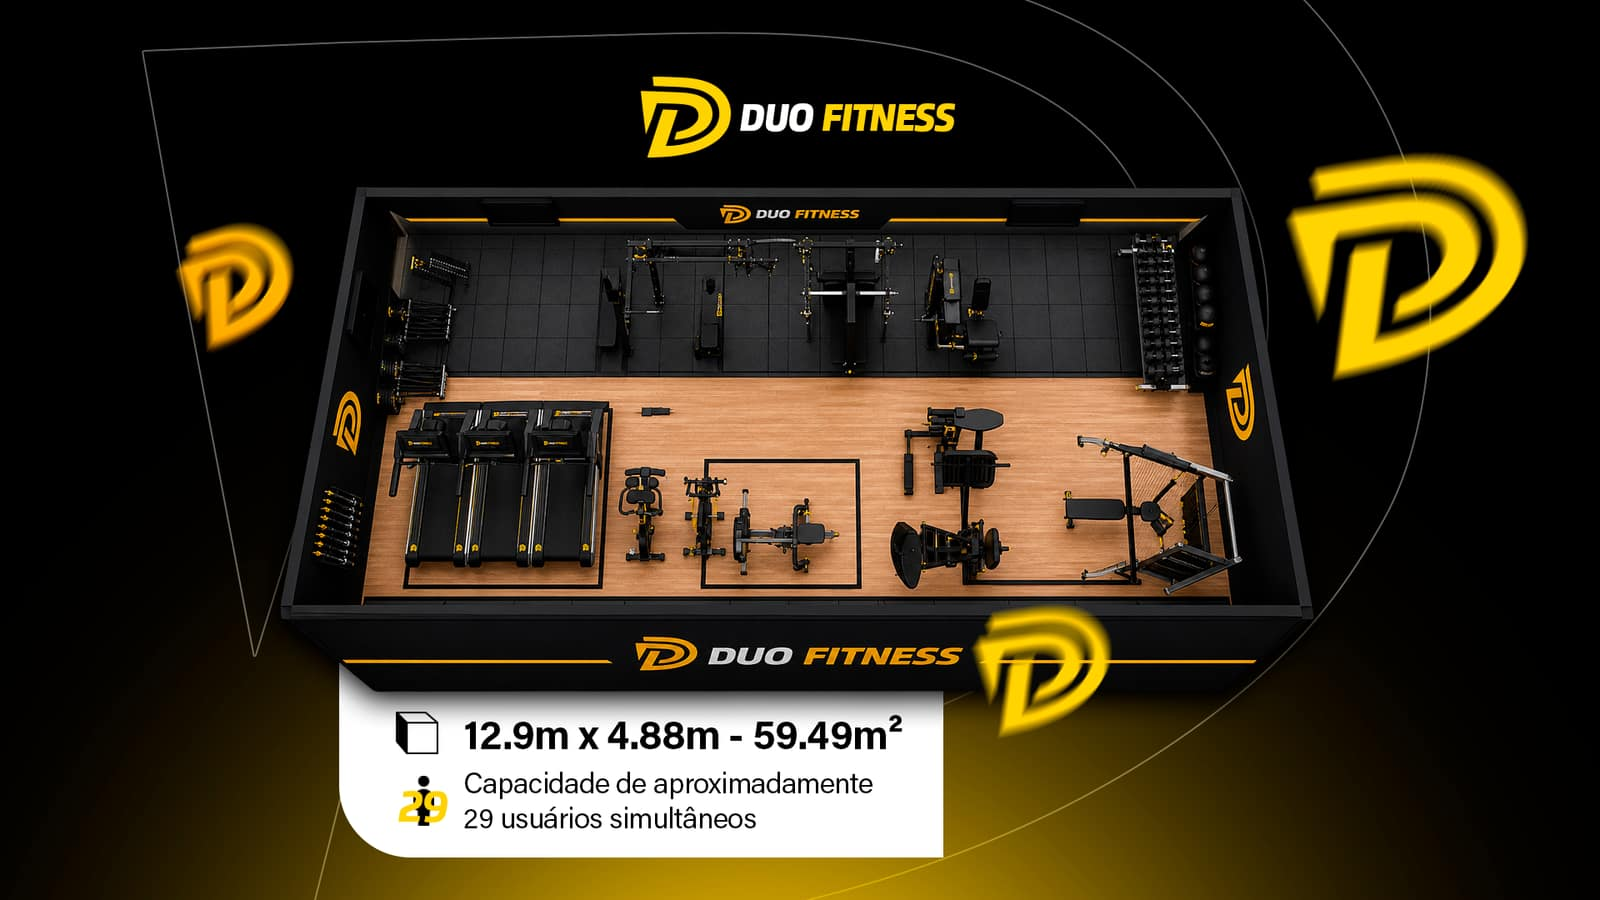 DUO FITNESS
DUO FITNESS
DUO FITNESS
12.9m x 4.88m - 59.49m²
29
Capacidade de aproximadamente
29 usuários simultâneos